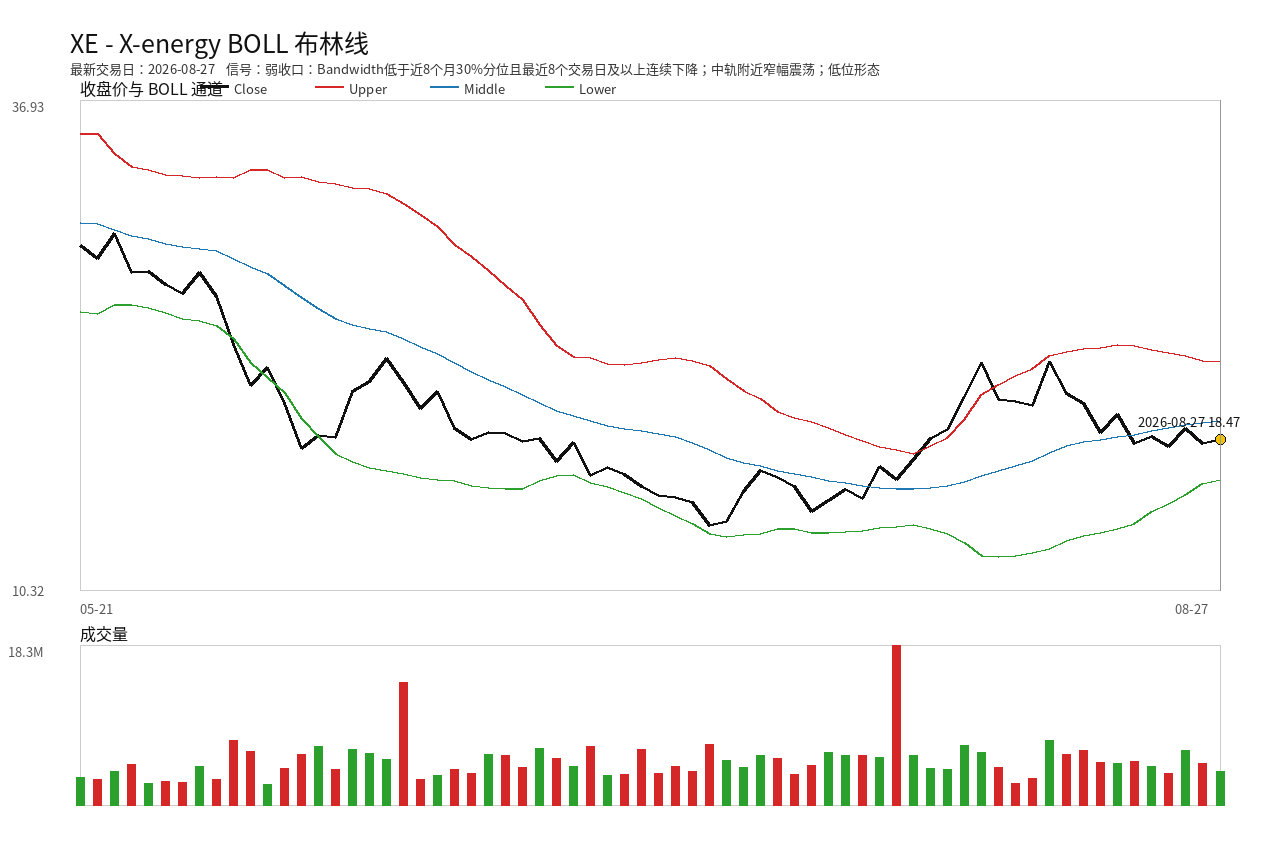 XE - X-energy BOLL 布林线
最新交易日：2026-08-27 信号：弱收口：Bandwidth低于近8个月30%分位且最近8个交易日及以上连续下降；中轨附近窄幅震荡；低位形态
收盘价与 BOLL 通道 Close Upper Middle Lower
36.93
2026-08-27 18.47
10.32
05-21 08-27
成交量
18.3M